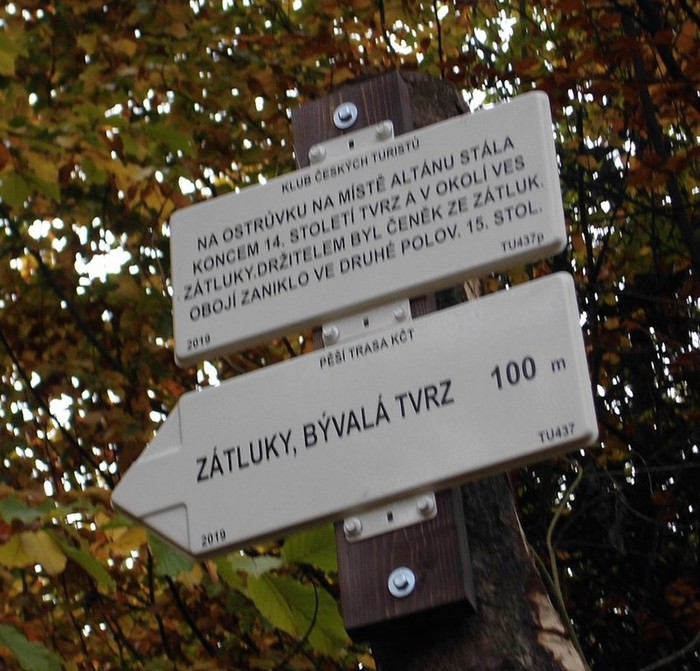 KLUB ČESKÝCH TURISTŮ
NA OSTRŮVKU NA MÍSTĚ ALTÁNU STÁLA
KONCEM 14. STOLETÍ TVRZ A V OKOLÍ VES
ZÁTLUKY.DRŽITELEM BYL ČENĚK ZE ZÁTLUK.
OBOJÍ ZANIKLO VE DRUHÉ POLOV. 15. STOL.
2019 TU437p
PĚŠÍ TRASA KČT
ZÁTLUKY, BÝVALÁ TVRZ 100 m
2019 TU437